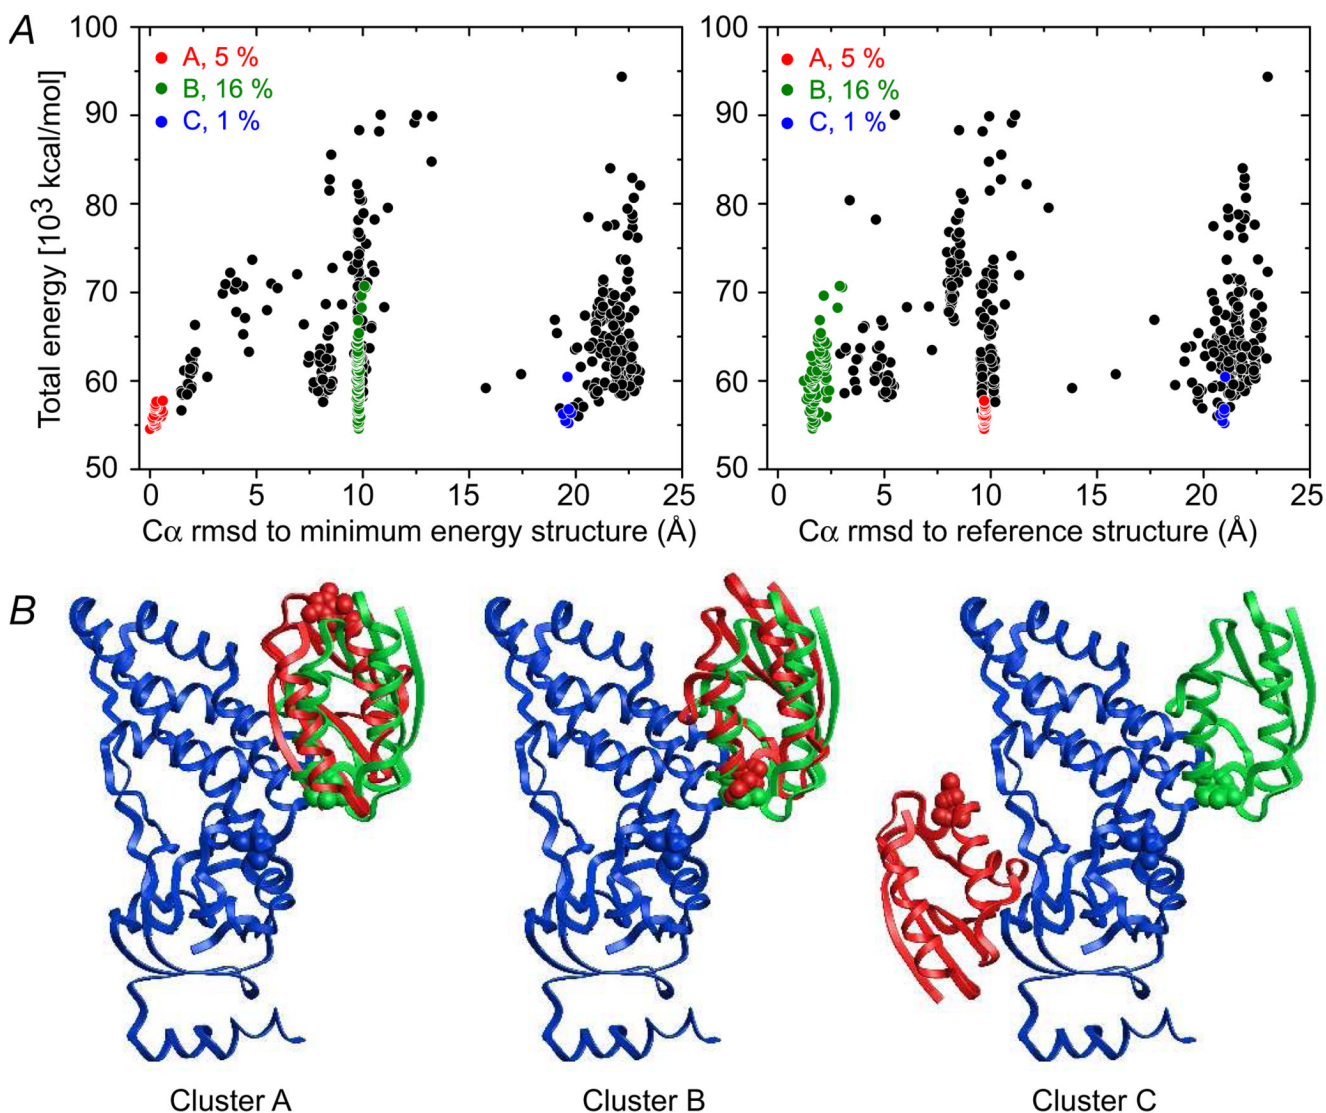 A
Total energy [10³ kcal/mol]
100
90
80
70
60
50
A, 5 %
B, 16 %
C, 1 %
0 5 10 15 20 25
Cα rmsd to minimum energy structure (Å)
100
90
80
70
60
50
A, 5 %
B, 16 %
C, 1 %
0 5 10 15 20 25
Cα rmsd to reference structure (Å)
B
Cluster A
Cluster B
Cluster C